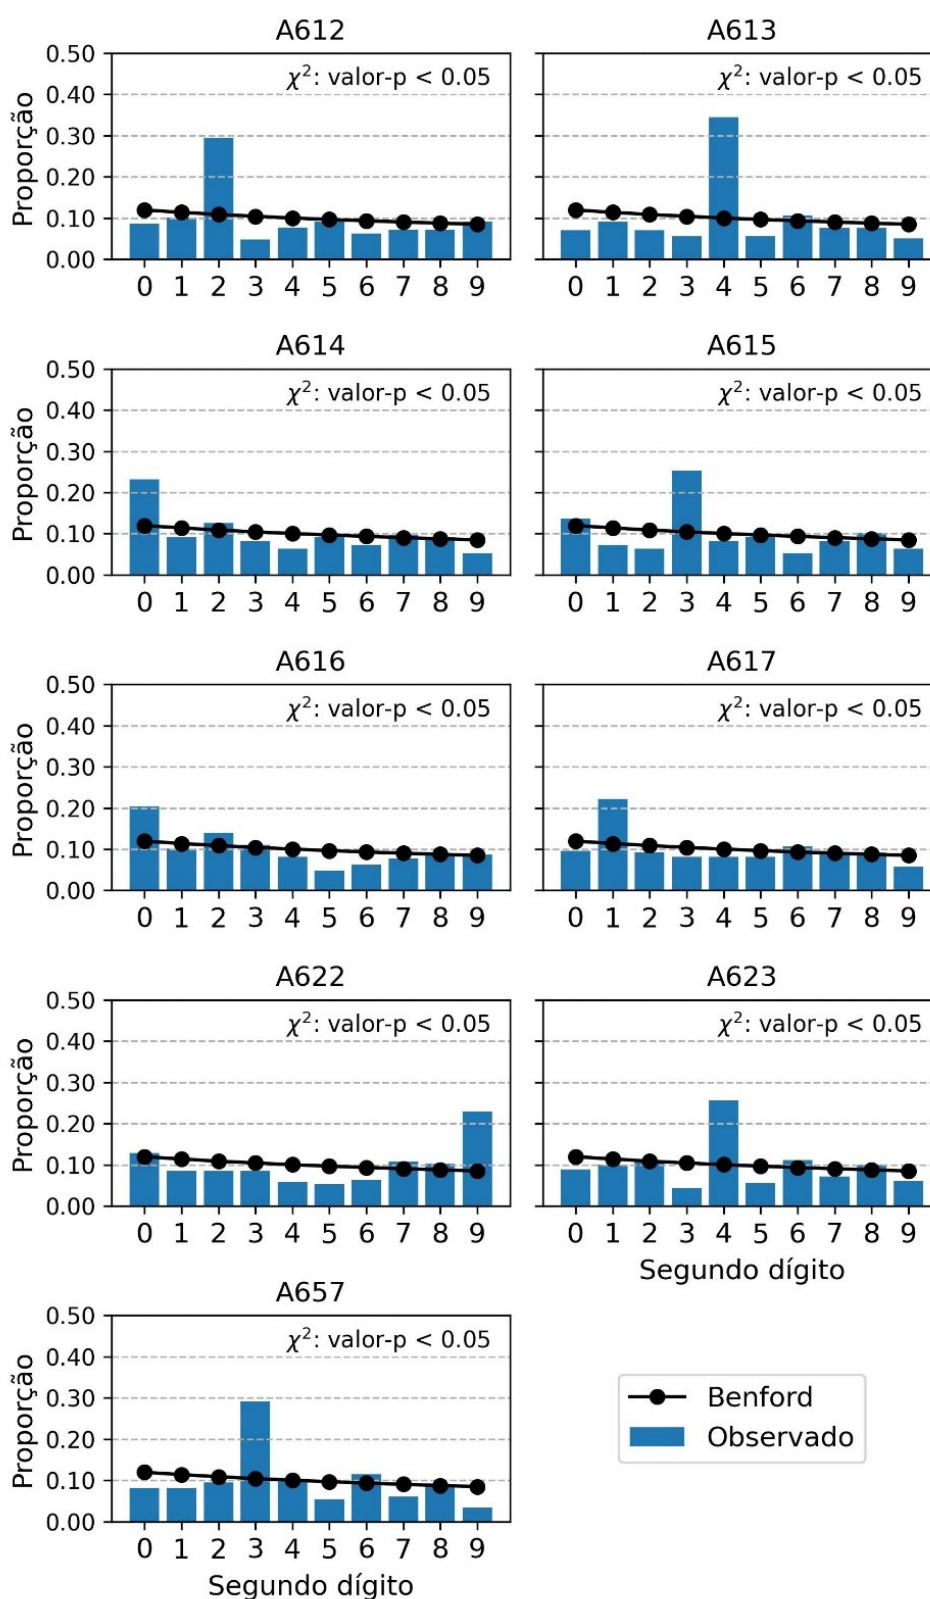 A612
0.50
0.40
0.30
0.20
0.10
0.00
Proporção
χ²: valor-p < 0.05
0 1 2 3 4 5 6 7 8 9
A613
χ²: valor-p < 0.05
0 1 2 3 4 5 6 7 8 9
A614
0.50
0.40
0.30
0.20
0.10
0.00
Proporção
χ²: valor-p < 0.05
0 1 2 3 4 5 6 7 8 9
A615
χ²: valor-p < 0.05
0 1 2 3 4 5 6 7 8 9
A616
0.50
0.40
0.30
0.20
0.10
0.00
Proporção
χ²: valor-p < 0.05
0 1 2 3 4 5 6 7 8 9
A617
χ²: valor-p < 0.05
0 1 2 3 4 5 6 7 8 9
A622
0.50
0.40
0.30
0.20
0.10
0.00
Proporção
χ²: valor-p < 0.05
0 1 2 3 4 5 6 7 8 9
A623
χ²: valor-p < 0.05
0 1 2 3 4 5 6 7 8 9
Segundo dígito
A657
0.50
0.40
0.30
0.20
0.10
0.00
Proporção
χ²: valor-p < 0.05
0 1 2 3 4 5 6 7 8 9
Segundo dígito
Benford
Observado